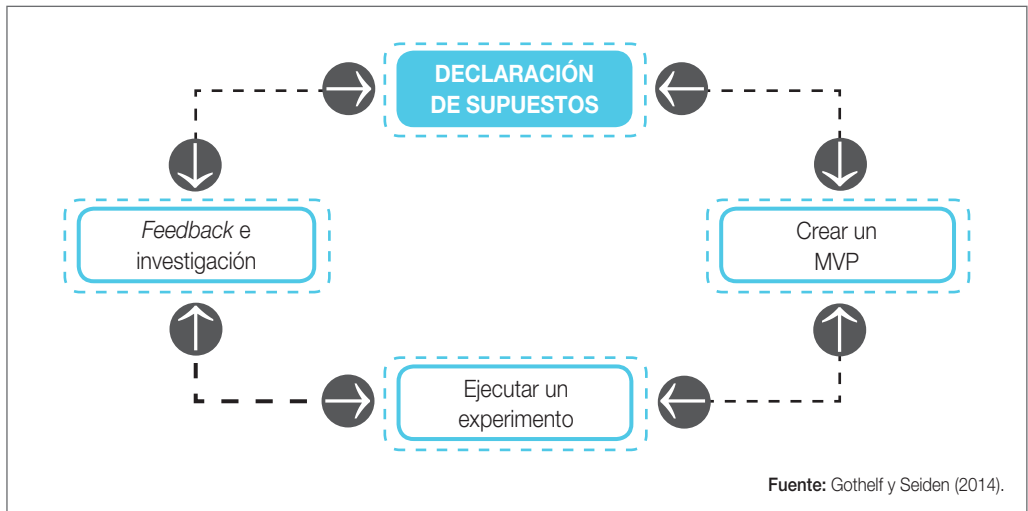 DECLARACIÓN
DE SUPUESTOS
Feedback e
investigación
Crear un
MVP
Ejecutar un
experimento
Fuente: Gothelf y Seiden (2014).